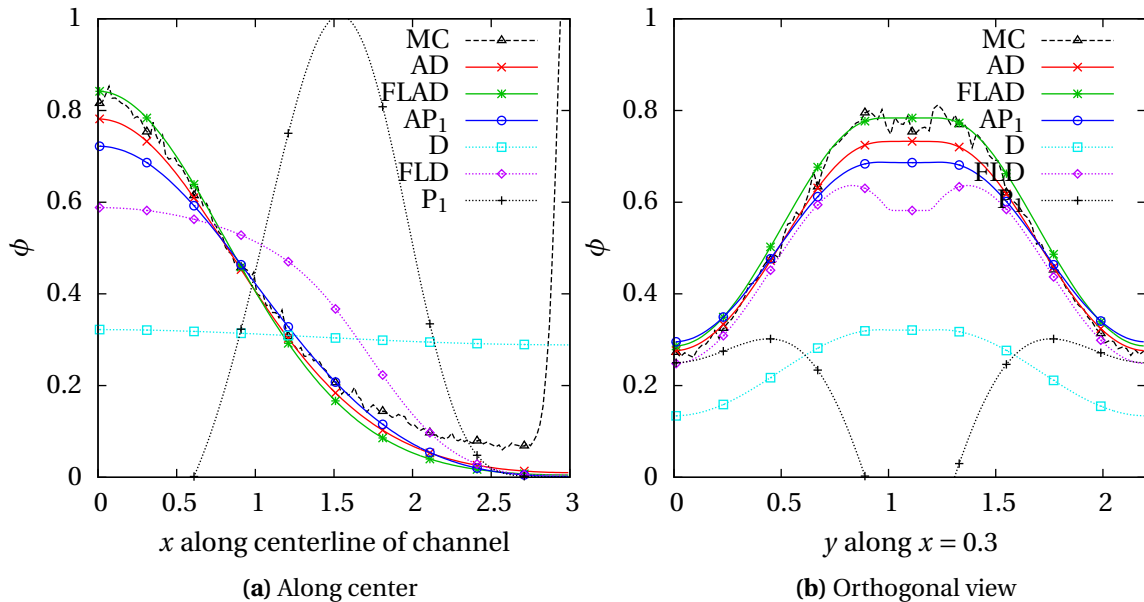 1
0.8
0.6
0.4
0.2
0
ϕ
0 0.5 1 1.5 2 2.5 3
x along centerline of channel
MC
AD
FLAD
AP₁
D
FLD
P₁
(a) Along center
1
0.8
0.6
0.4
0.2
0
ϕ
0 0.5 1 1.5 2
y along x = 0.3
MC
AD
FLAD
AP₁
D
FLD
P₁
(b) Orthogonal view